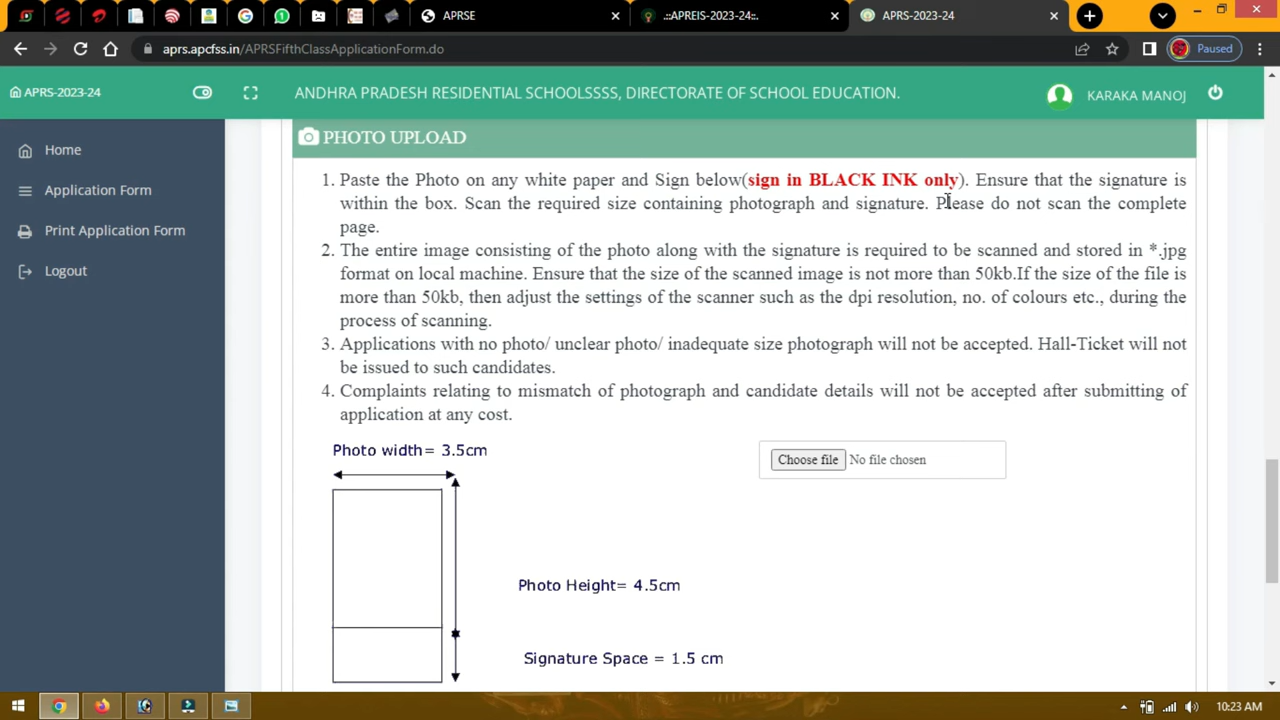 APRSE
.::APREIS-2023-24::.
APRS-2023-24
aprs.apcfss.in/APRSFifthClassApplicationForm.do
Paused
APRS-2023-24
ANDHRA PRADESH RESIDENTIAL SCHOOLSSSS, DIRECTORATE OF SCHOOL EDUCATION.
KARAKA MANOJ
Home
Application Form
Print Application Form
Logout
PHOTO UPLOAD
1. Paste the Photo on any white paper and Sign below(sign in BLACK INK only). Ensure that the signature is
within the box. Scan the required size containing photograph and signature. Please do not scan the complete
page.
2. The entire image consisting of the photo along with the signature is required to be scanned and stored in *.jpg
format on local machine. Ensure that the size of the scanned image is not more than 50kb.If the size of the file is
more than 50kb, then adjust the settings of the scanner such as the dpi resolution, no. of colours etc., during the
process of scanning.
3. Applications with no photo/ unclear photo/ inadequate size photograph will not be accepted. Hall-Ticket will not
be issued to such candidates.
4. Complaints relating to mismatch of photograph and candidate details will not be accepted after submitting of
application at any cost.
Photo width= 3.5cm
Choose file No file chosen
Photo Height= 4.5cm
Signature Space = 1.5 cm
10:23 AM